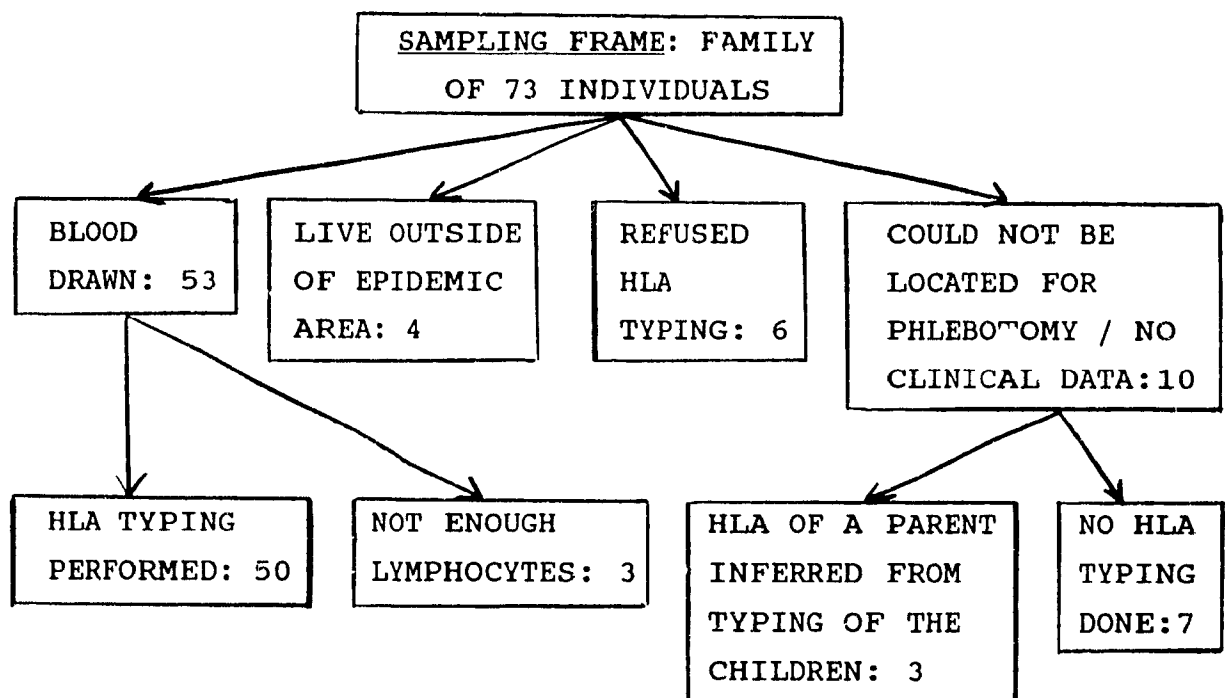 SAMPLING FRAME: FAMILY
OF 73 INDIVIDUALS
BLOOD
DRAWN: 53
LIVE OUTSIDE
OF EPIDEMIC
AREA: 4
REFUSED
HLA
TYPING: 6
COULD NOT BE
LOCATED FOR
PHLEBOTOMY / NO
CLINICAL DATA:10
HLA TYPING
PERFORMED: 50
NOT ENOUGH
LYMPHOCYTES: 3
HLA OF A PARENT
INFERRED FROM
TYPING OF THE
CHILDREN: 3
NO HLA
TYPING
DONE:7